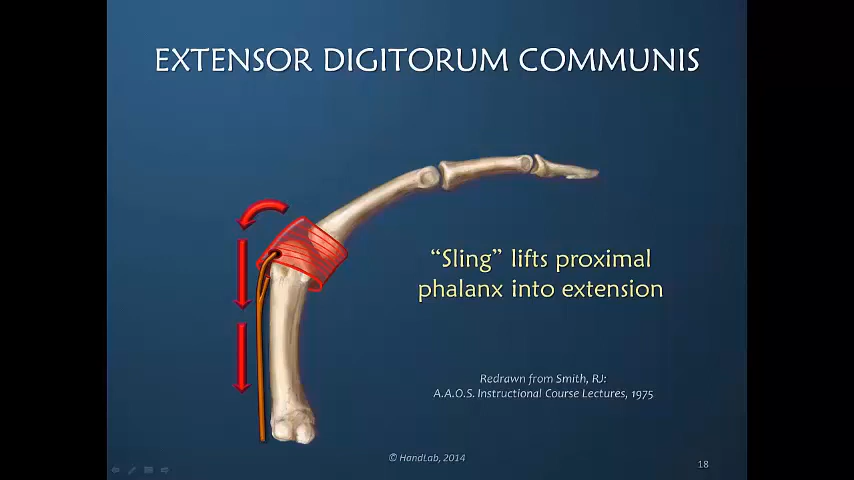 EXTENSOR DIGITORUM COMMUNIS
“Sling” lifts proximal
phalanx into extension
Redrawn from Smith, RJ:
A.A.O.S. Instructional Course Lectures, 1975
© HandLab, 2014
18